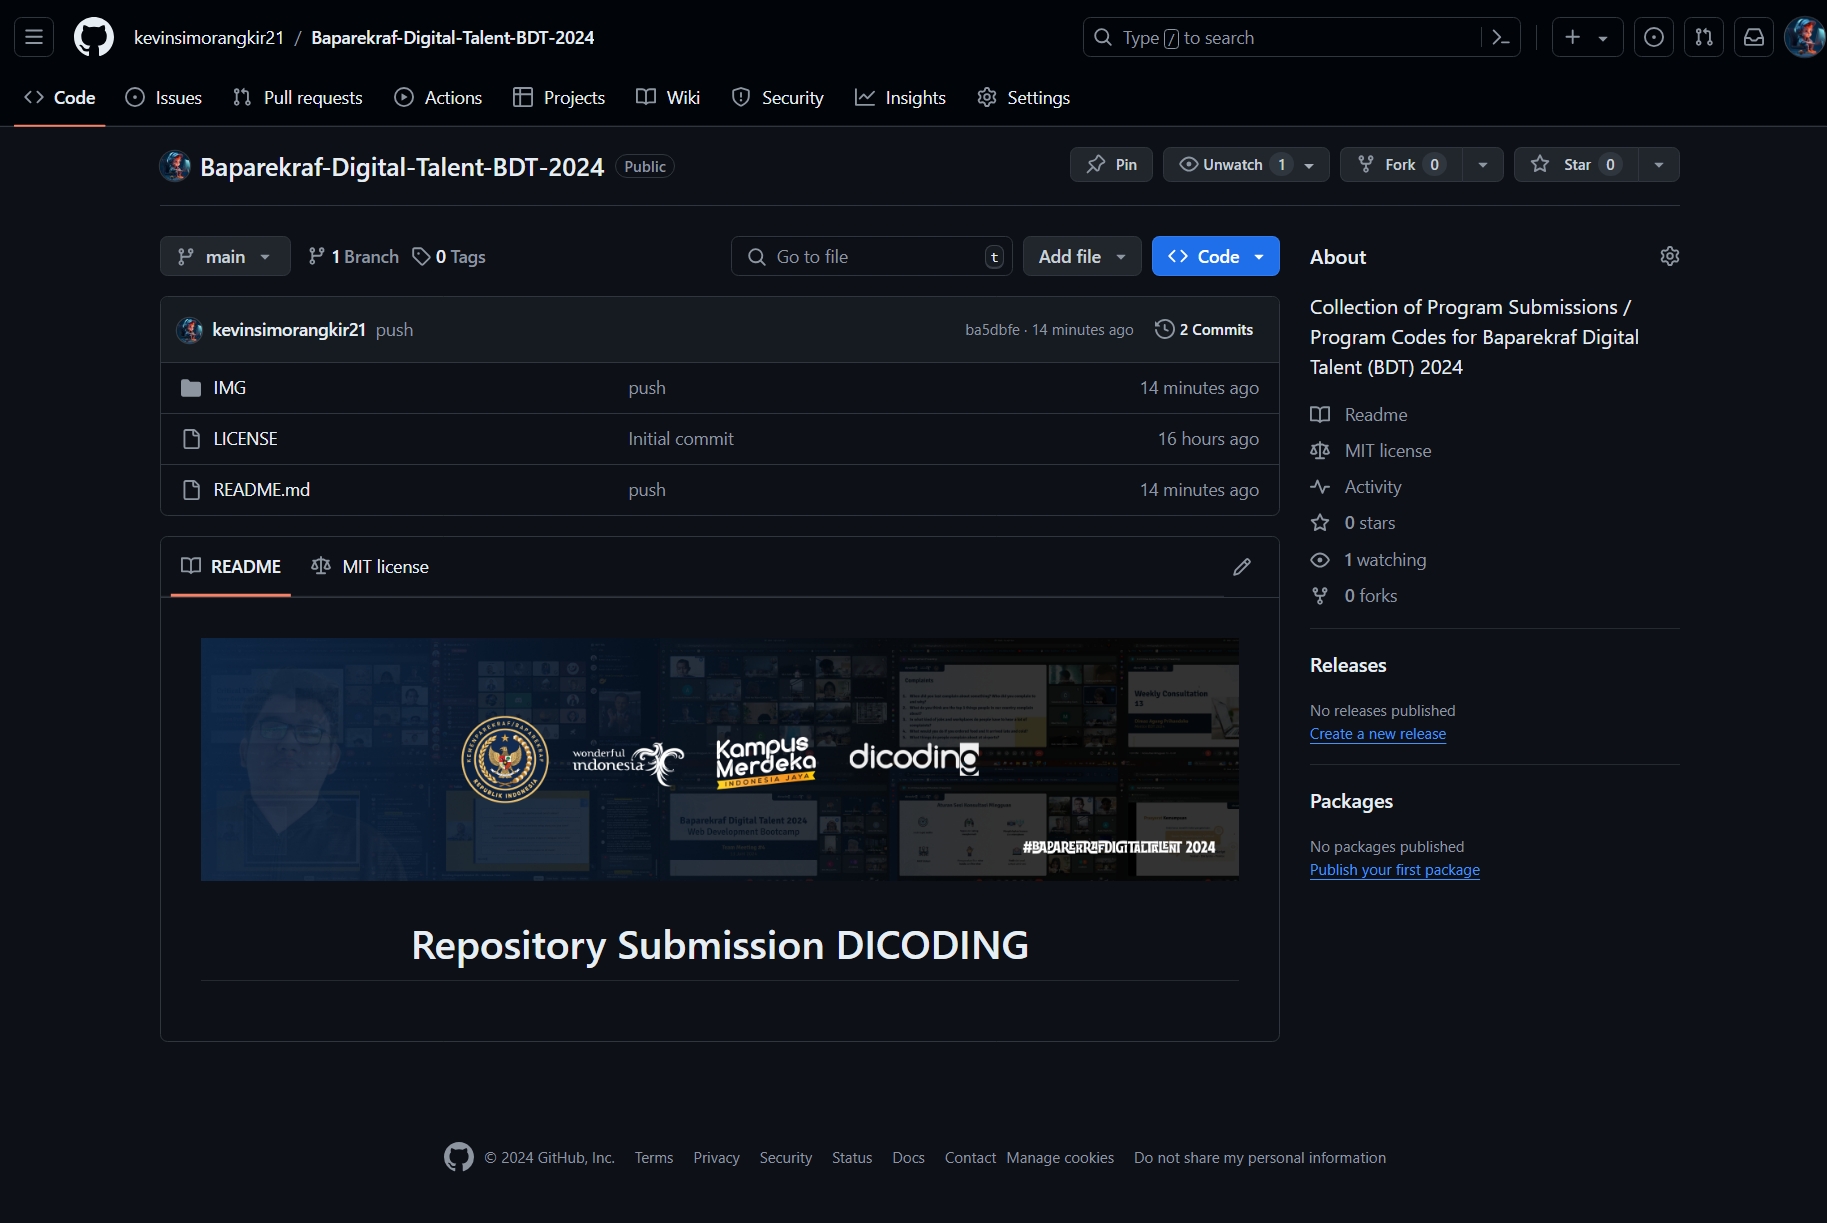 kevinsimorangkir21 / Baparekraf-Digital-Talent-BDT-2024
Type / to search
Code
Issues
Pull requests
Actions
Projects
Wiki
Security
Insights
Settings
Baparekraf-Digital-Talent-BDT-2024 Public
Pin
Unwatch 1
Fork 0
Star 0
main
1 Branch
0 Tags
Go to file t
Add file
Code
kevinsimorangkir21 push
ba5dbfe · 14 minutes ago
2 Commits
IMG push 14 minutes ago
LICENSE Initial commit 16 hours ago
README.md push 14 minutes ago
README
MIT license
KEMENPAREKRAF/BAPAREKRAF
REPUBLIK INDONESIA
wonderful
indonesia
Kampus
Merdeka
INDONESIA JAYA
dicoding
Weekly Consultation
Baparekraf Digital Talent 2024
Web Development Bootcamp
#BAPAREKRAFDIGITALTALENT 2024
Repository Submission DICODING
About
Collection of Program Submissions /
Program Codes for Baparekraf Digital
Talent (BDT) 2024
Readme
MIT license
Activity
0 stars
1 watching
0 forks
Releases
No releases published
Create a new release
Packages
No packages published
Publish your first package
© 2024 GitHub, Inc.
Terms
Privacy
Security
Status
Docs
Contact
Manage cookies
Do not share my personal information